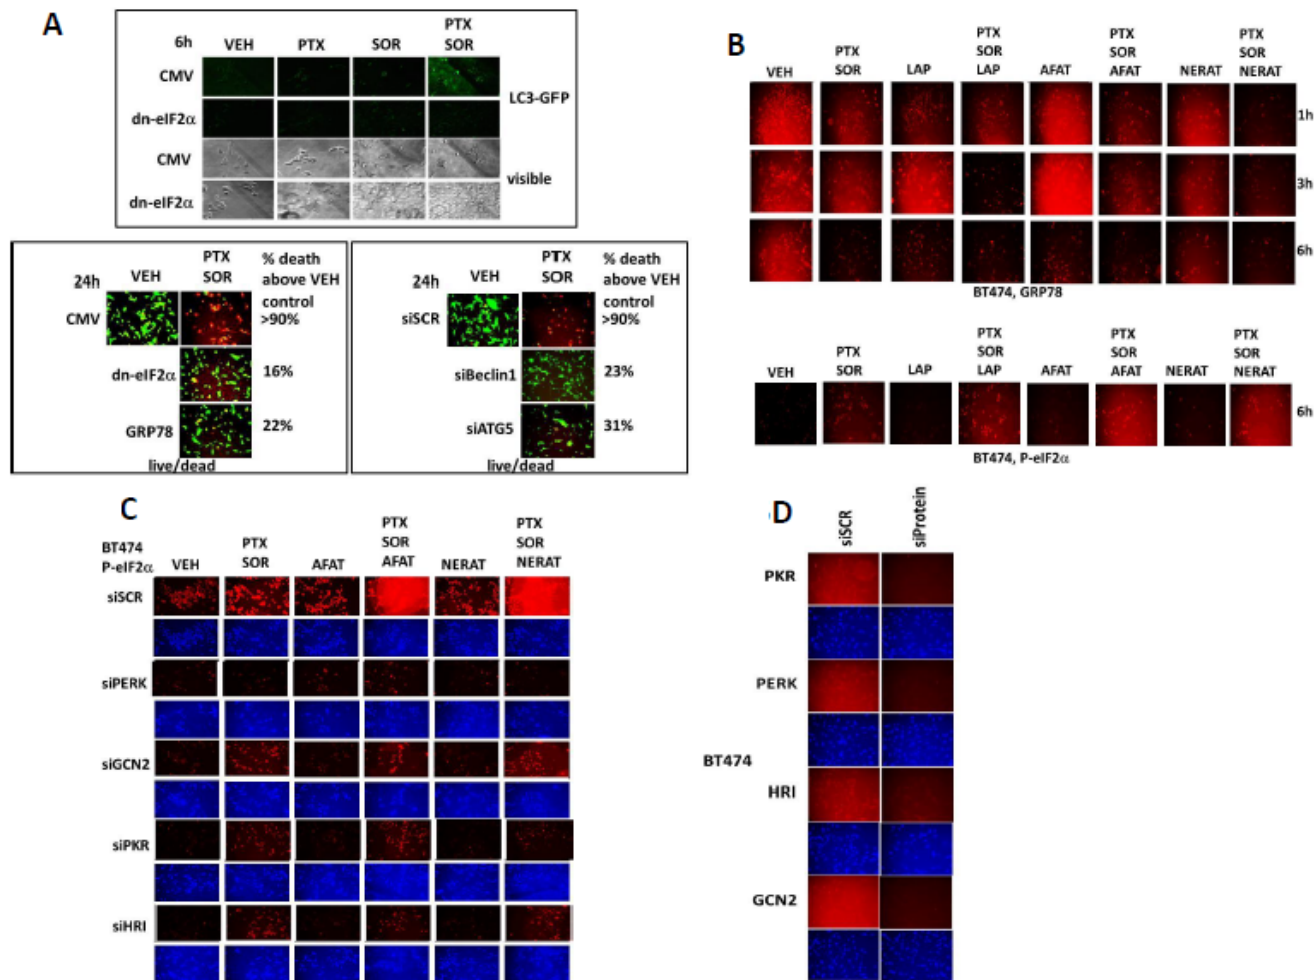 A
6h
VEH
PTX
SOR
PTX
SOR
CMV
dn-eIF2α
LC3-GFP
CMV
dn-eIF2α
visible
24h
VEH
PTX
SOR
% death
above VEH
control
CMV
>90%
dn-eIF2α
16%
GRP78
22%
live/dead
24h
VEH
PTX
SOR
% death
above VEH
control
siSCR
>90%
siBeclin1
23%
siATG5
31%
live/dead
B
VEH
PTX
SOR
LAP
PTX
SOR
LAP
AFAT
PTX
SOR
AFAT
NERAT
PTX
SOR
NERAT
1h
3h
6h
BT474, GRP78
VEH
PTX
SOR
LAP
PTX
SOR
LAP
AFAT
PTX
SOR
AFAT
NERAT
PTX
SOR
NERAT
6h
BT474, P-eIF2α
C
BT474
P-eIF2α
VEH
PTX
SOR
AFAT
PTX
SOR
AFAT
NERAT
PTX
SOR
NERAT
siSCR
siPERK
siGCN2
siPKR
siHRI
D
siSCR
siProtein
PKR
PERK
BT474
HRI
GCN2